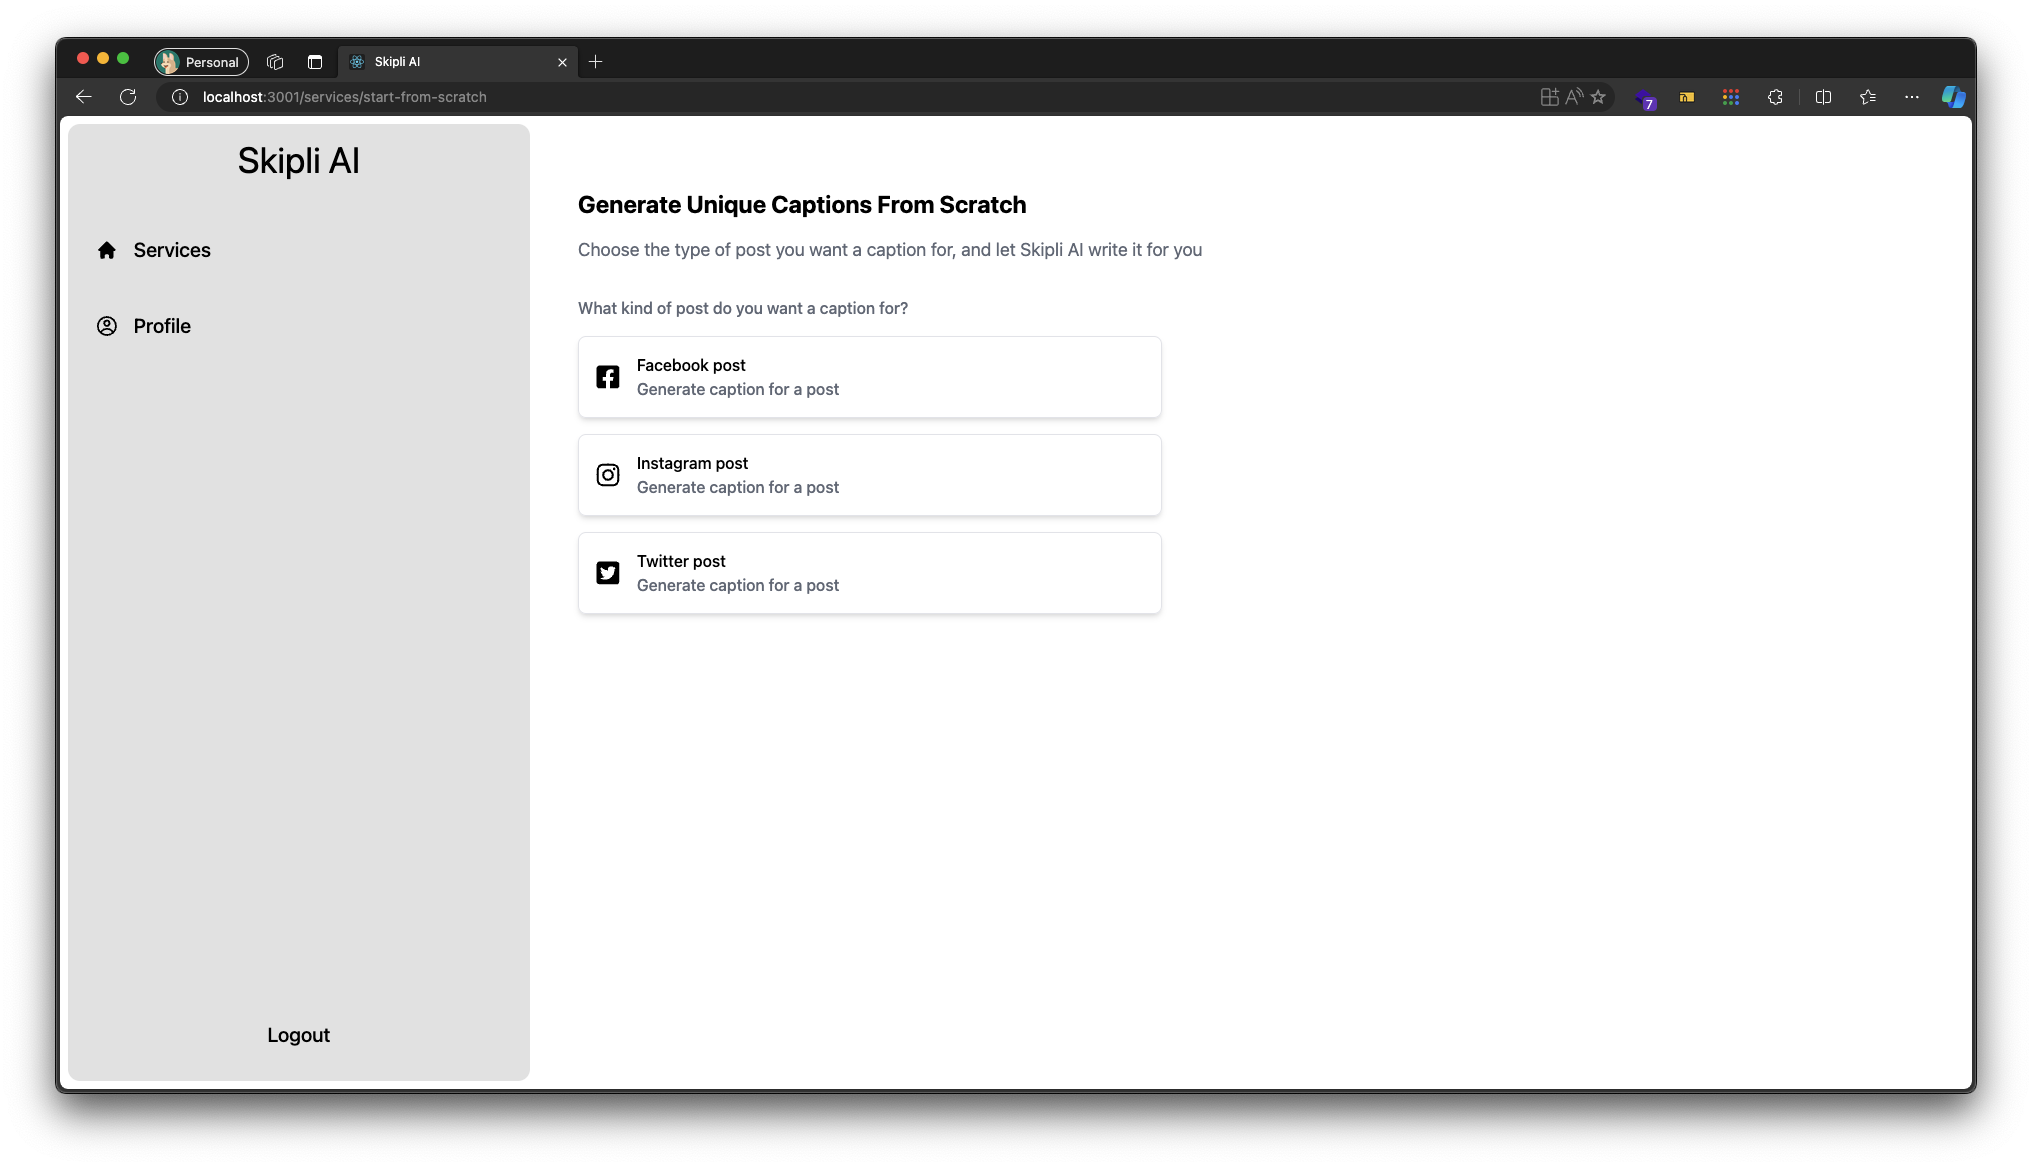 Personal
Skipli AI
localhost:3001/services/start-from-scratch
7
Skipli AI
Services
Profile
Logout
Generate Unique Captions From Scratch
Choose the type of post you want a caption for, and let Skipli AI write it for you
What kind of post do you want a caption for?
Facebook post
Generate caption for a post
Instagram post
Generate caption for a post
Twitter post
Generate caption for a post